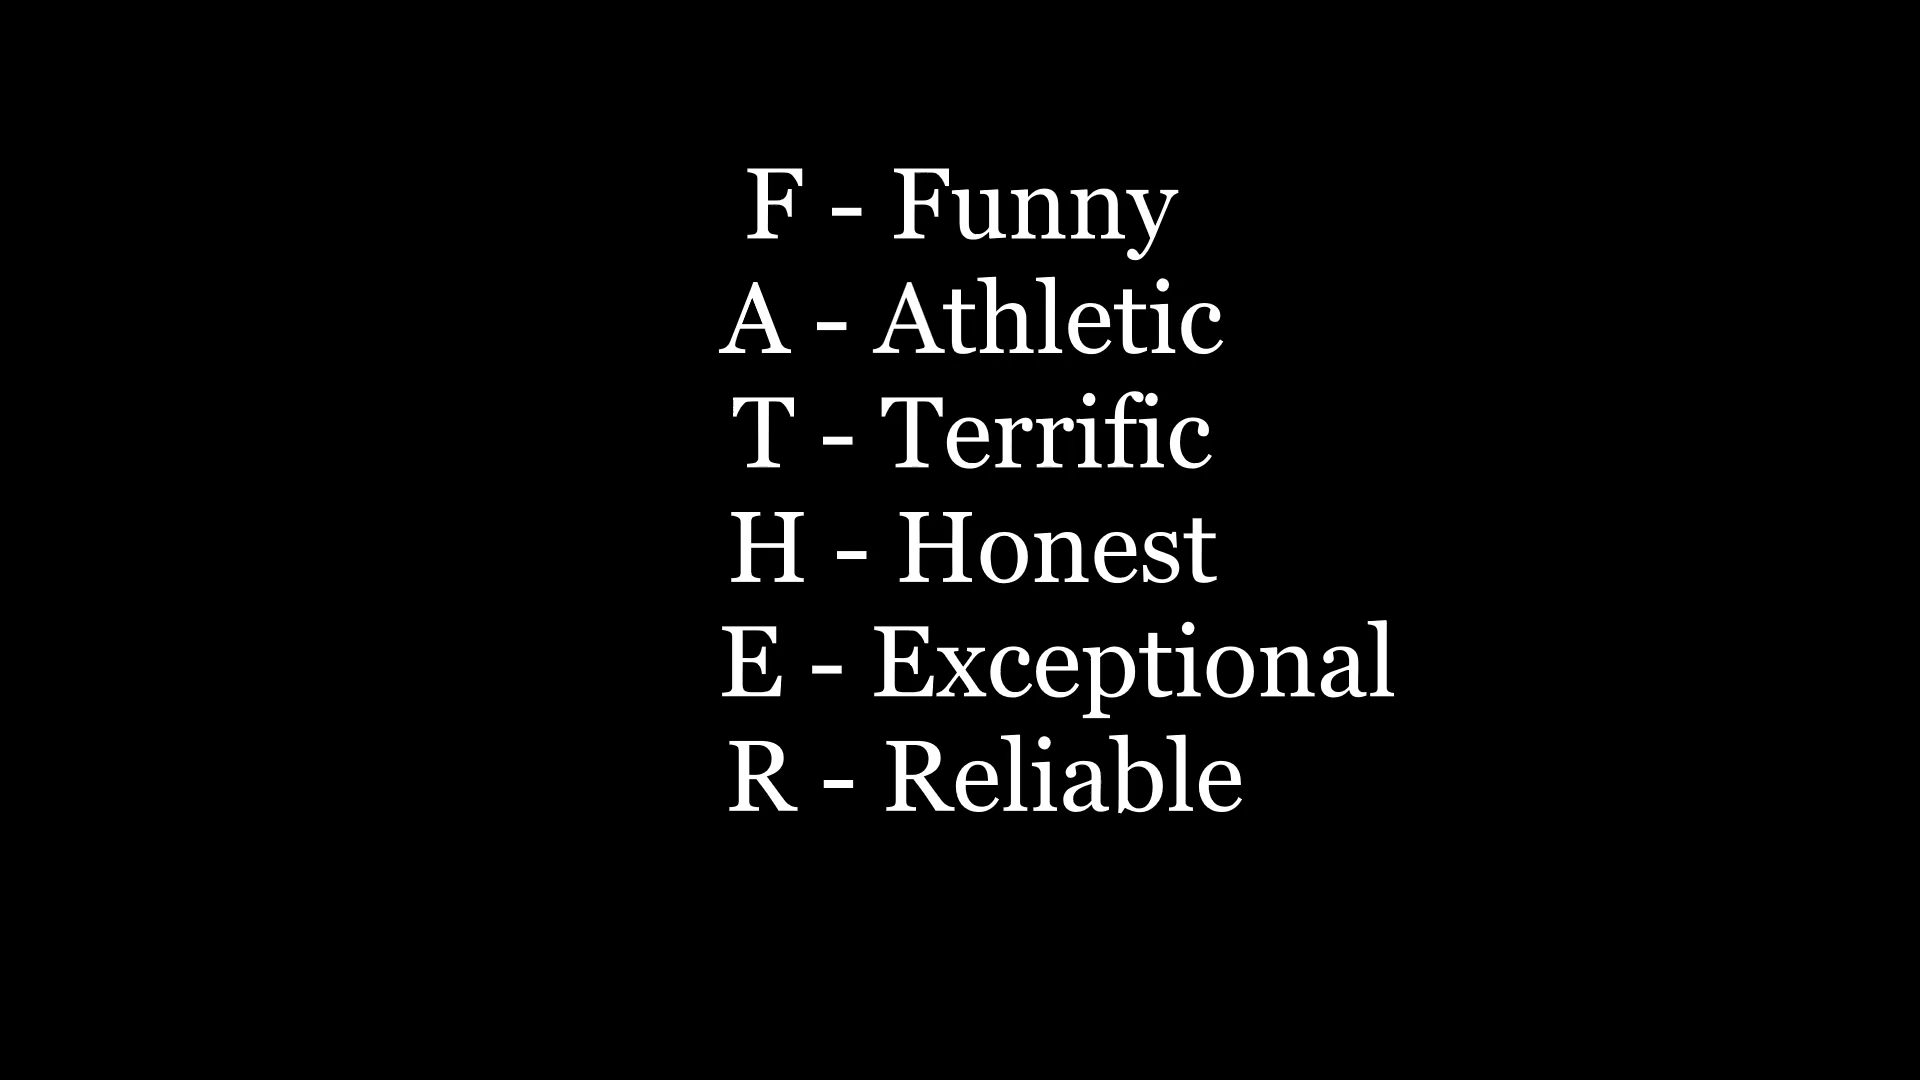 F - Funny
A - Athletic
T - Terrific
H - Honest
E - Exceptional
R - Reliable